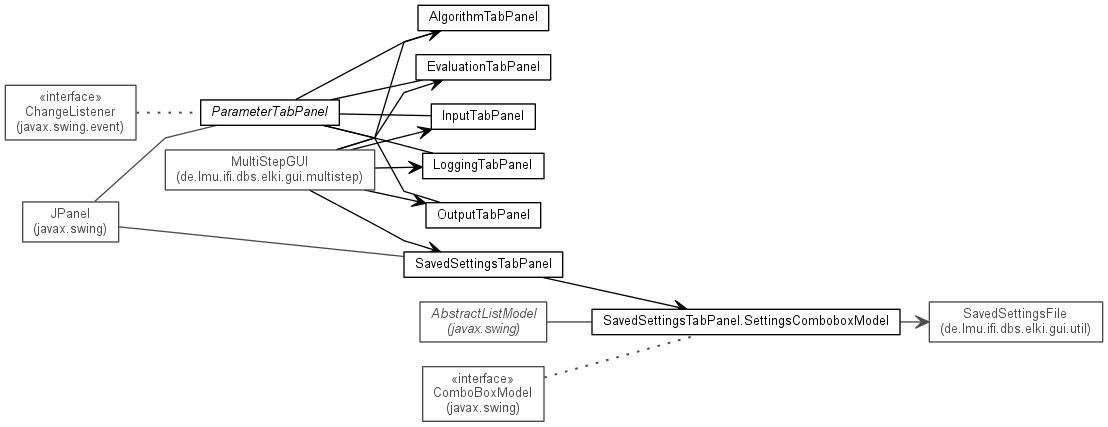 AlgorithmTabPanel
EvaluationTabPanel
«interface»
ChangeListener
(javax.swing.event)
ParameterTabPanel
InputTabPanel
MultiStepGUI
(de.lmu.ifi.dbs.elki.gui.multistep)
LoggingTabPanel
JPanel
(javax.swing)
OutputTabPanel
SavedSettingsTabPanel
AbstractListModel
(javax.swing)
SavedSettingsTabPanel.SettingsComboboxModel
SavedSettingsFile
(de.lmu.ifi.dbs.elki.gui.util)
«interface»
ComboBoxModel
(javax.swing)